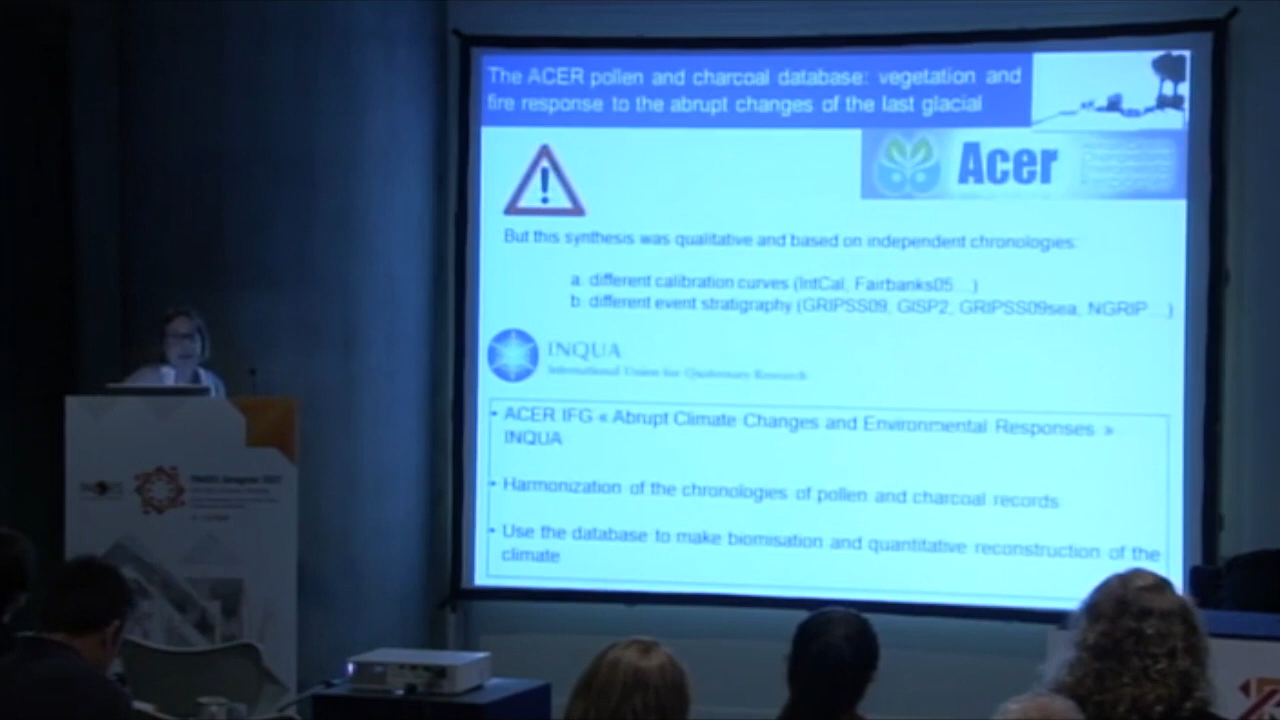 The ACER pollen and charcoal database: vegetation and
fire response to the abrupt changes of the last glacial
Acer
But this synthesis was qualitative and based on independent chronologies:
a. different calibration curves (IntCal, Fairbanks05...)
b. different event stratigraphy (GRIPSS09, GISP2, GRIPSS09sea, NGRIP...)
INQUA
International Union for Quaternary Research
• ACER IFG « Abrupt Climate Changes and Environmental Responses »
INQUA
• Harmonization of the chronologies of pollen and charcoal records
• Use the database to make biomisation and quantitative reconstruction of the
climate